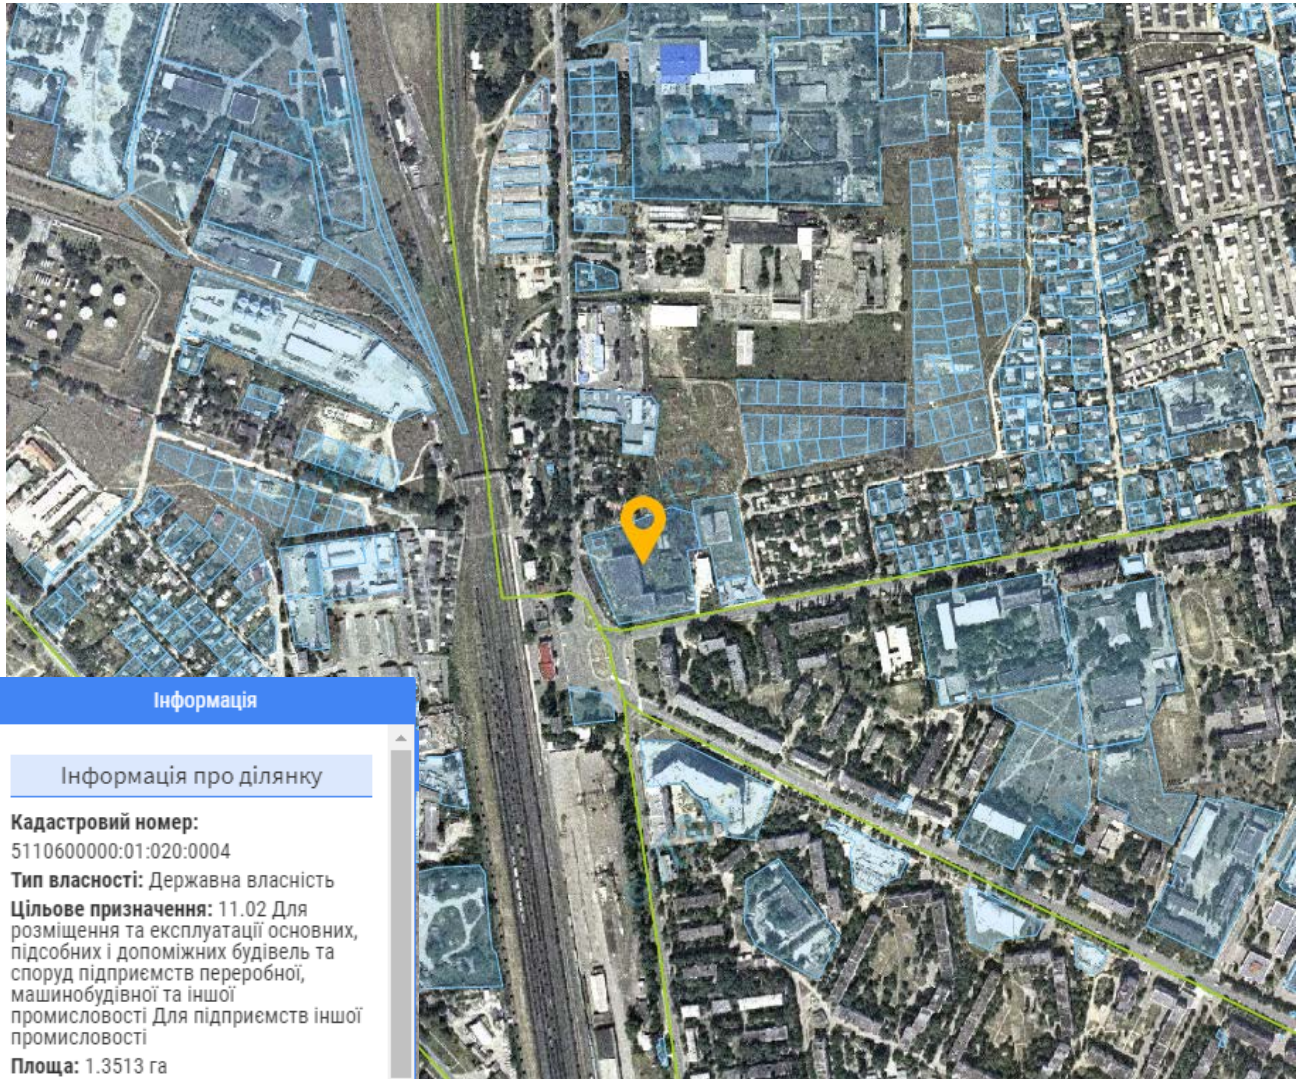 Інформація
Інформація про ділянку
Кадастровий номер:
5110600000:01:020:0004
Тип власності: Державна власність
Цільове призначення: 11.02 Для
розміщення та експлуатації основних,
підсобних і допоміжних будівель та
споруд підприємств переробної,
машинобудівної та іншої
промисловості Для підприємств іншої
промисловості
Площа: 1.3513 га